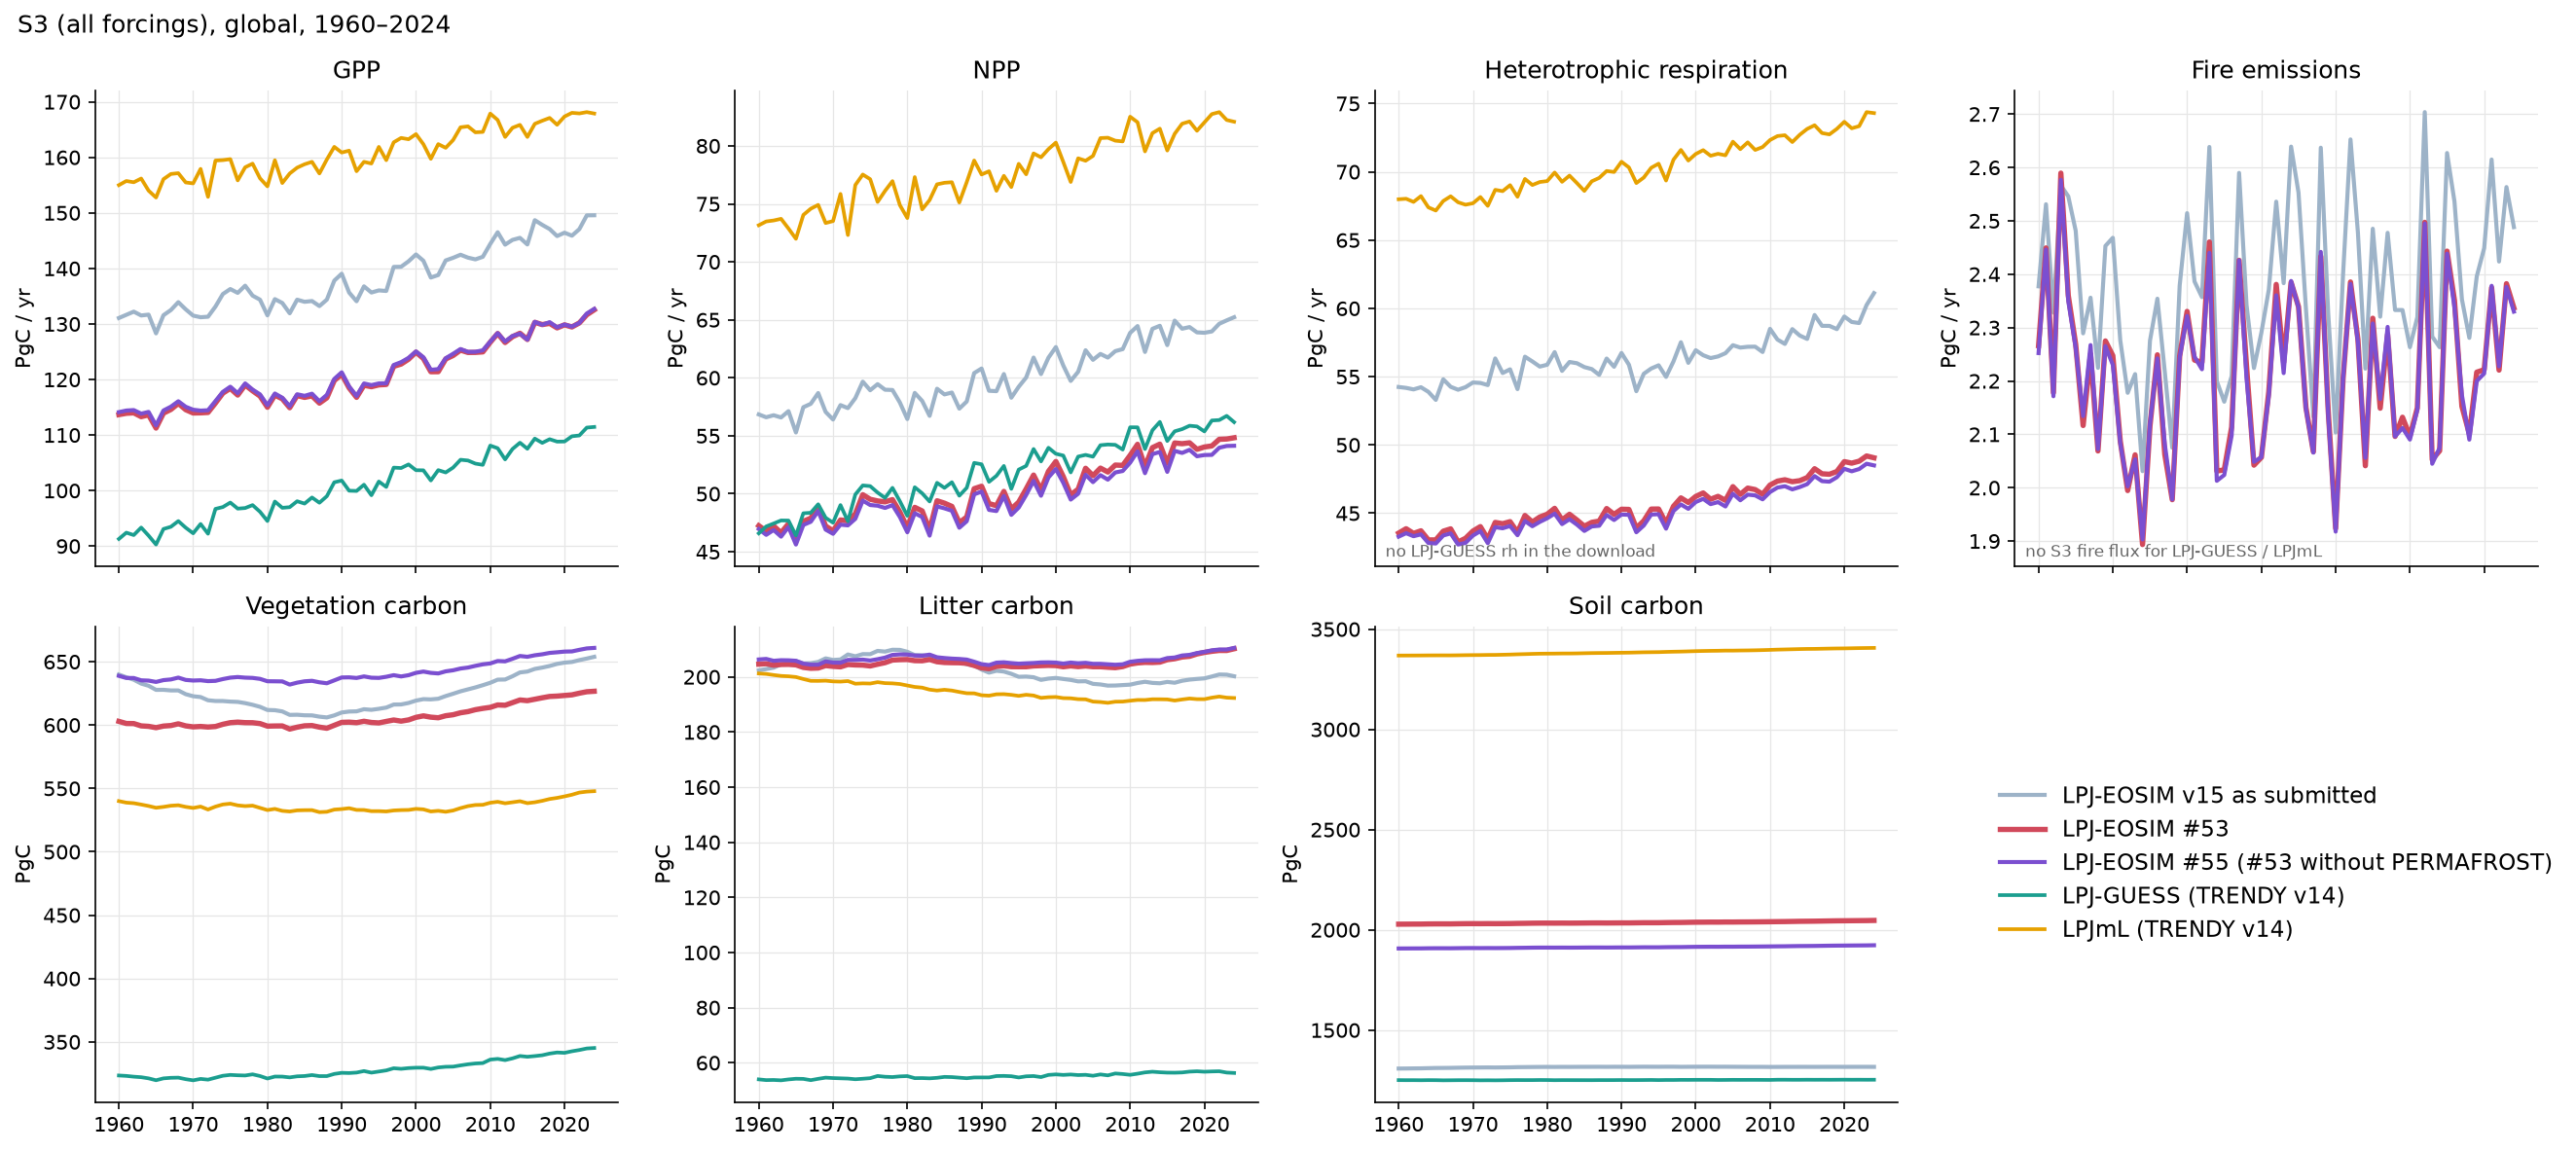 S3 (all forcings), global, 1960–2024
GPP
PgC / yr
170
160
150
140
130
120
110
100
90
NPP
PgC / yr
80
75
70
65
60
55
50
45
Heterotrophic respiration
PgC / yr
75
70
65
60
55
50
45
no LPJ-GUESS rh in the download
Fire emissions
PgC / yr
2.7
2.6
2.5
2.4
2.3
2.2
2.1
2.0
1.9
no S3 fire flux for LPJ-GUESS / LPJmL
Vegetation carbon
PgC
650
600
550
500
450
400
350
1960 1970 1980 1990 2000 2010 2020
Litter carbon
PgC
200
180
160
140
120
100
80
60
1960 1970 1980 1990 2000 2010 2020
Soil carbon
PgC
3500
3000
2500
2000
1500
1960 1970 1980 1990 2000 2010 2020
LPJ-EOSIM v15 as submitted
LPJ-EOSIM #53
LPJ-EOSIM #55 (#53 without PERMAFROST)
LPJ-GUESS (TRENDY v14)
LPJmL (TRENDY v14)